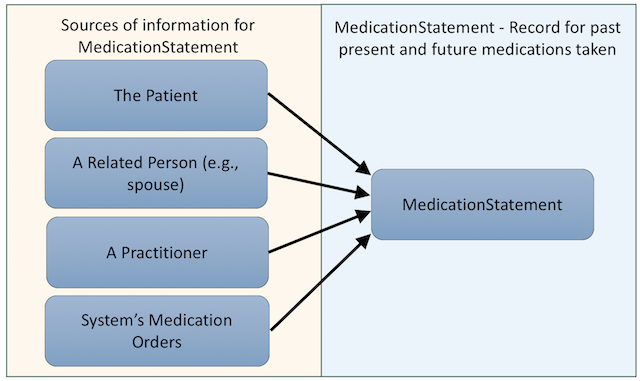 Sources of information for
MedicationStatement
The Patient
A Related Person (e.g.,
spouse)
A Practitioner
System’s Medication
Orders
MedicationStatement - Record for past
present and future medications taken
MedicationStatement